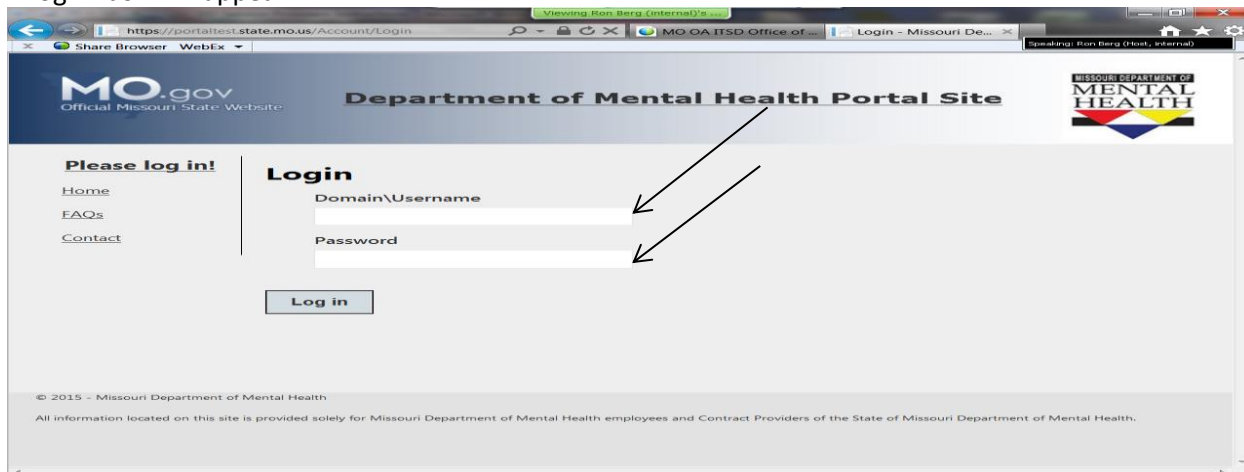 Viewing Ron Berg (internal)'s ...
https://portaltest.state.mo.us/Account/Login
MO OA ITSD Office of ...
Login - Missouri De...
Share Browser WebEx
Speaking: Ron Berg (Host, internal)
MO.gov
Official Missouri State Website
Department of Mental Health Portal Site
MISSOURI DEPARTMENT OF
MENTAL
HEALTH
Please log in!
Home
FAQs
Contact
Login
Domain\Username
Password
Log in
© 2015 - Missouri Department of Mental Health
All information located on this site is provided solely for Missouri Department of Mental Health employees and Contract Providers of the State of Missouri Department of Mental Health.